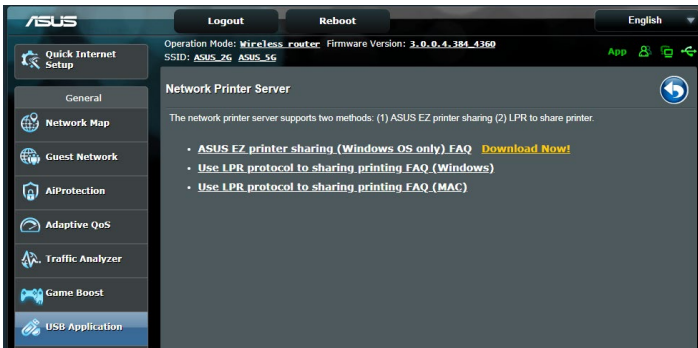 ASUS
Logout
Reboot
English
Quick Internet
Setup
Operation Mode: Wireless router Firmware Version: 3.0.0.4.384_4360
SSID: ASUS_2G ASUS_5G
App
General
Network Map
Guest Network
AiProtection
Adaptive QoS
Traffic Analyzer
Game Boost
USB Application
Network Printer Server
The network printer server supports two methods: (1) ASUS EZ printer sharing (2) LPR to share printer.
ASUS EZ printer sharing (Windows OS only) FAQ Download Now!
Use LPR protocol to sharing printing FAQ (Windows)
Use LPR protocol to sharing printing FAQ (MAC)